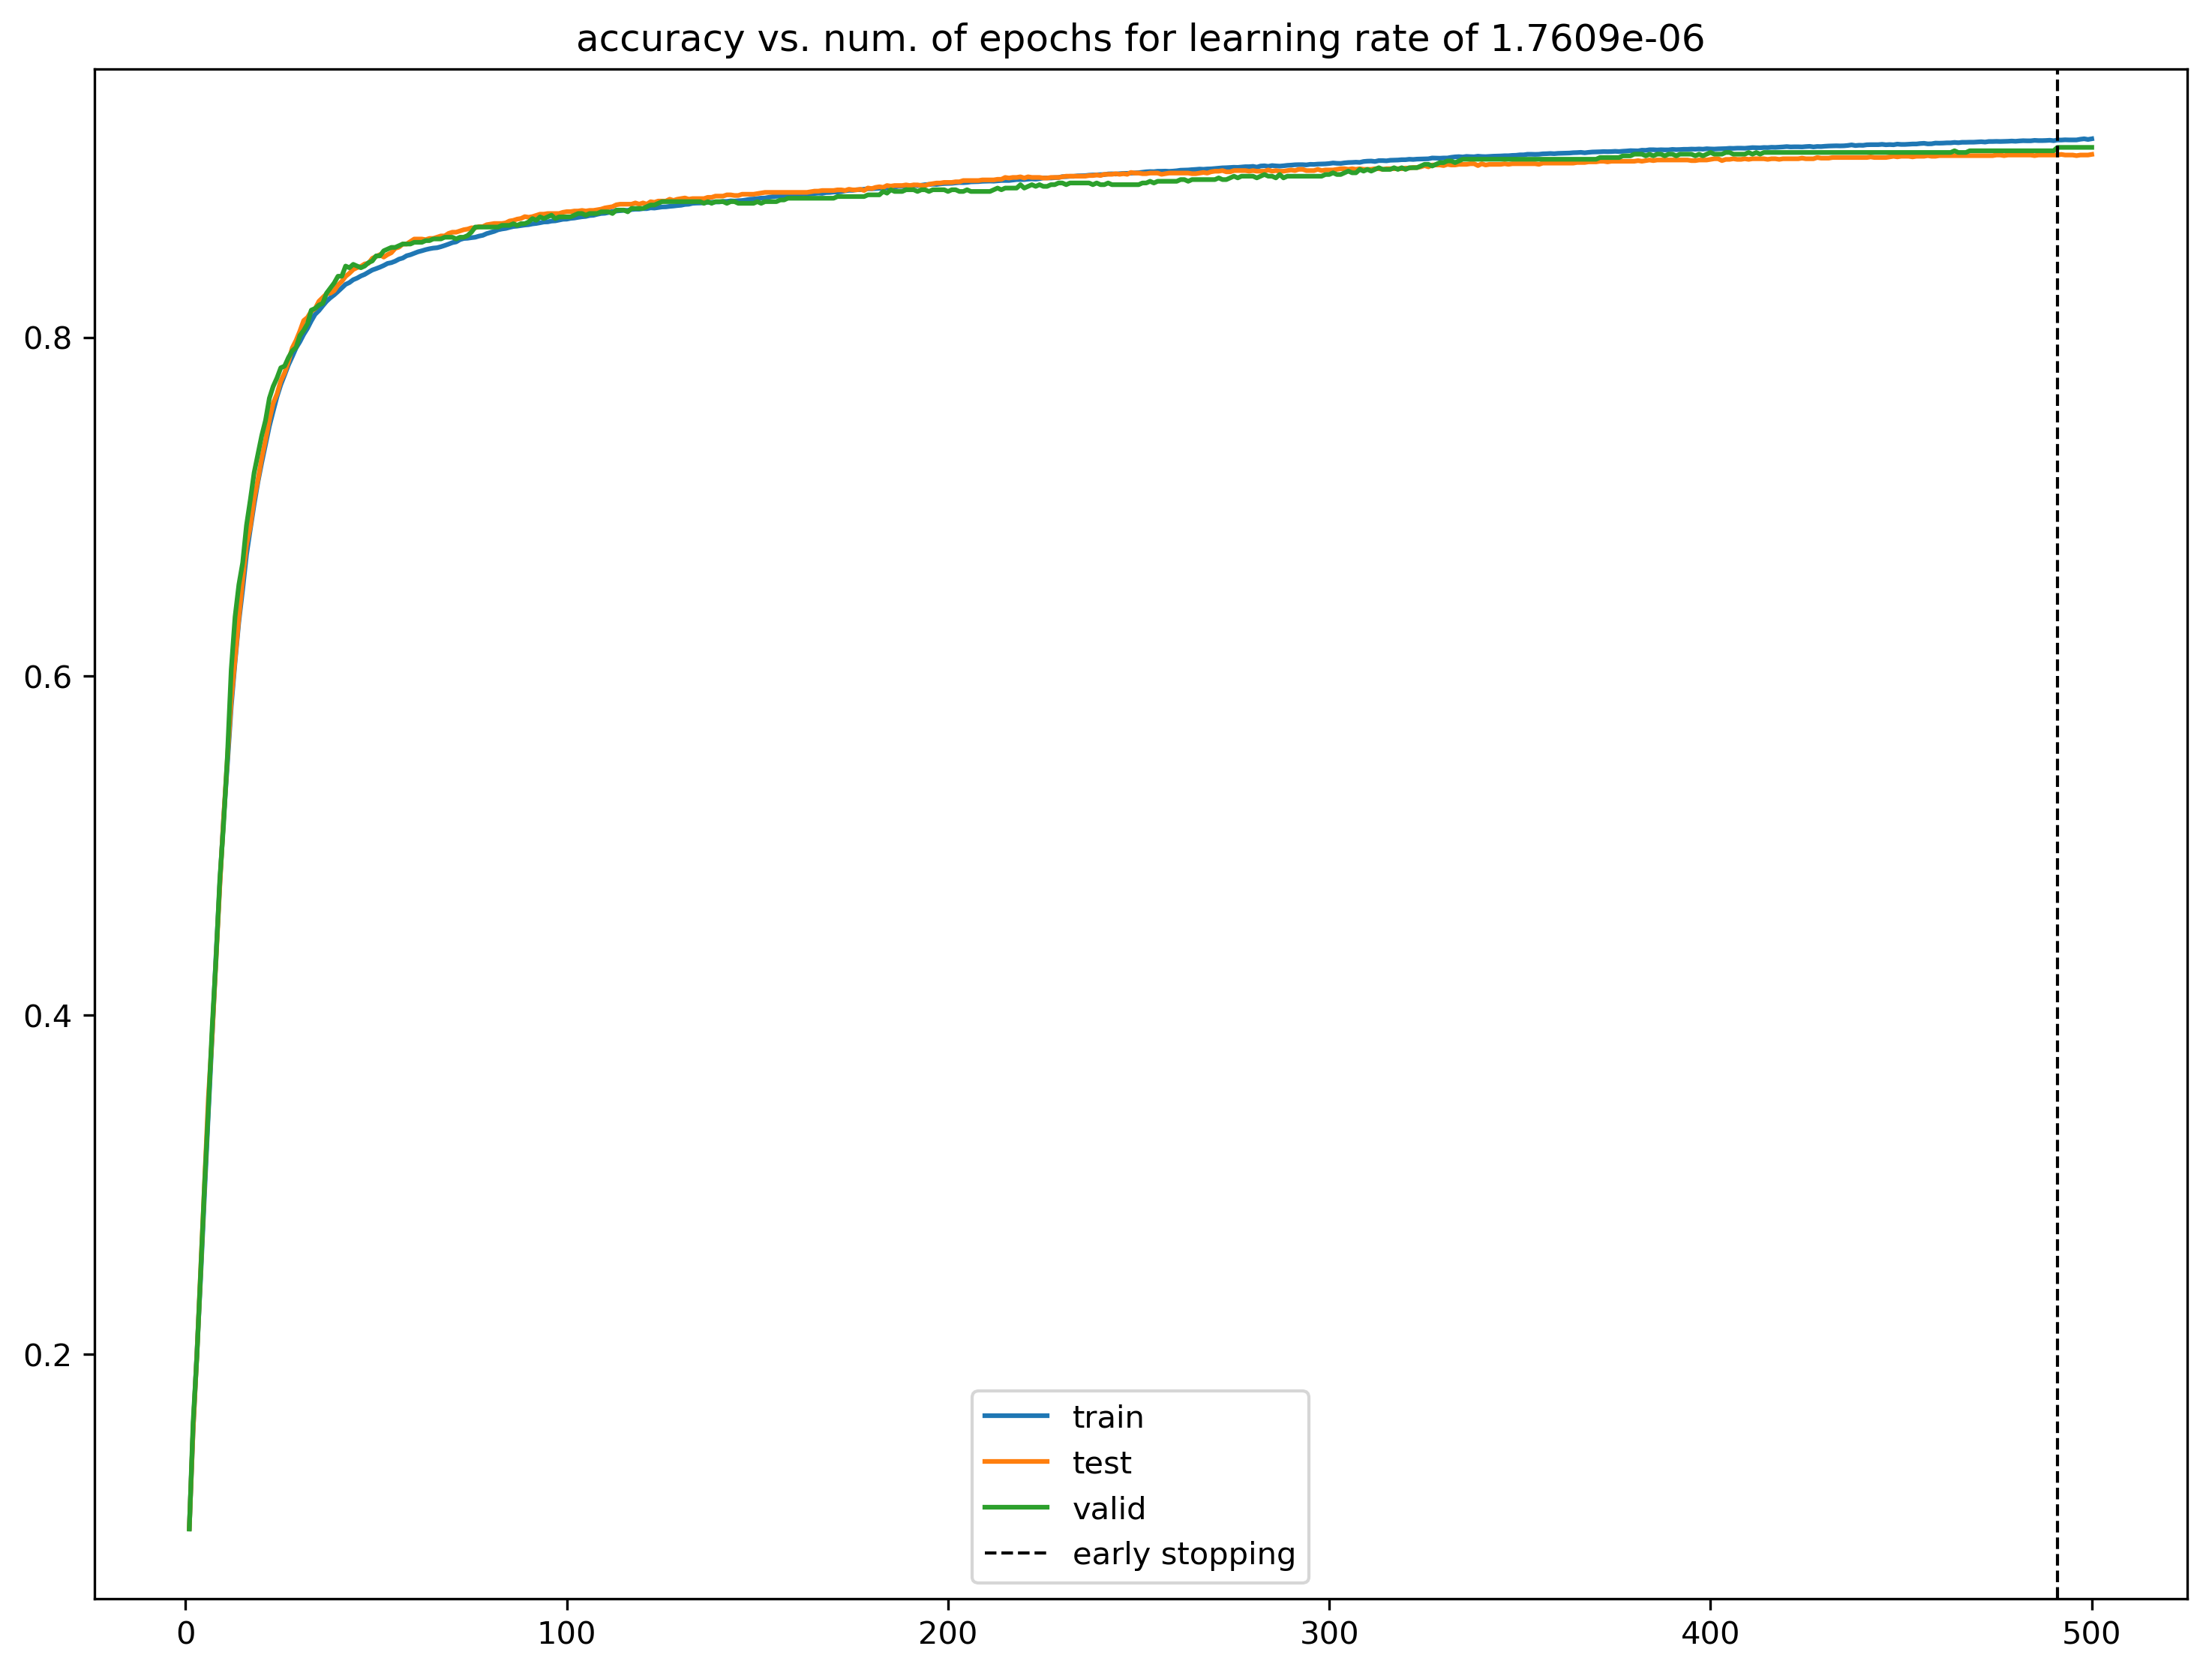 accuracy vs. num. of epochs for learning rate of 1.7609e-06
0.8
0.6
0.4
0.2
train
test
valid
early stopping
0 100 200 300 400 500